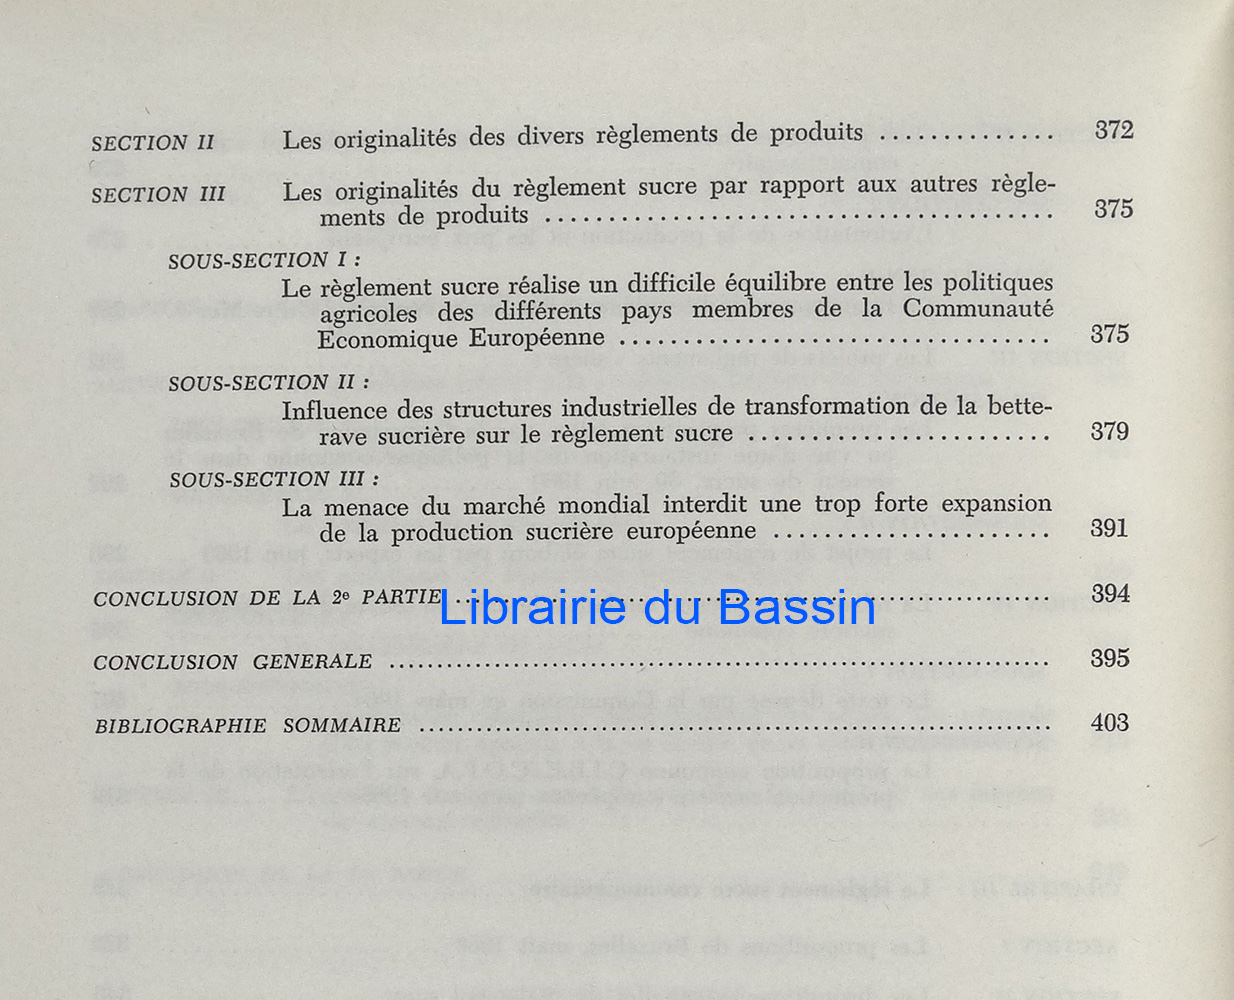 SECTION II Les originalités des divers règlements de produits .............. 372
SECTION III Les originalités du règlement sucre par rapport aux autres règle-
ments de produits ........................................ 375
SOUS-SECTION I :
Le règlement sucre réalise un difficile équilibre entre les politiques
agricoles des différents pays membres de la Communauté
Economique Européenne .................................. 375
SOUS-SECTION II :
Influence des structures industrielles de transformation de la bette-
rave sucrière sur le règlement sucre ......................... 379
SOUS-SECTION III :
La menace du marché mondial interdit une trop forte expansion
de la production sucrière européenne ....................... 391
CONCLUSION DE LA 2e PARTIE .................................................. 394
Librairie du Bassin
CONCLUSION GENERALE ........................................................ 395
BIBLIOGRAPHIE SOMMAIRE ..................................................... 403